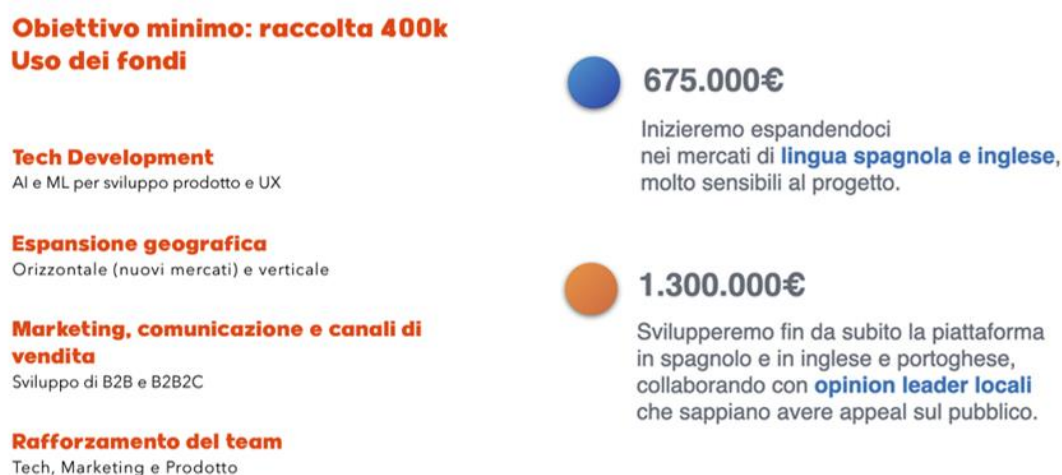 Obiettivo minimo: raccolta 400k
Uso dei fondi
Tech Development
AI e ML per sviluppo prodotto e UX
Espansione geografica
Orizzontale (nuovi mercati) e verticale
Marketing, comunicazione e canali di
vendita
Sviluppo di B2B e B2B2C
Rafforzamento del team
Tech, Marketing e Prodotto
675.000€
Inizieremo espandendoci
nei mercati di lingua spagnola e inglese,
molto sensibili al progetto.
1.300.000€
Svilupperemo fin da subito la piattaforma
in spagnolo e in inglese e portoghese,
collaborando con opinion leader locali
che sappiano avere appeal sul pubblico.